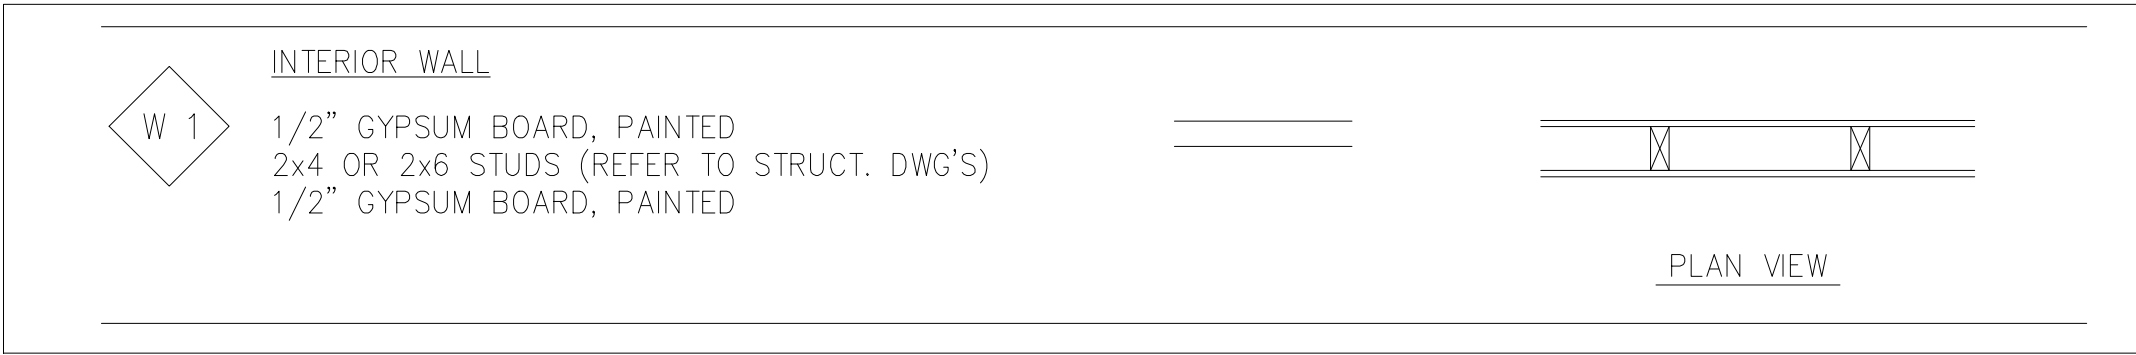 INTERIOR WALL
W 1
1/2” GYPSUM BOARD, PAINTED
2x4 OR 2x6 STUDS (REFER TO STRUCT. DWG'S)
1/2” GYPSUM BOARD, PAINTED
PLAN VIEW